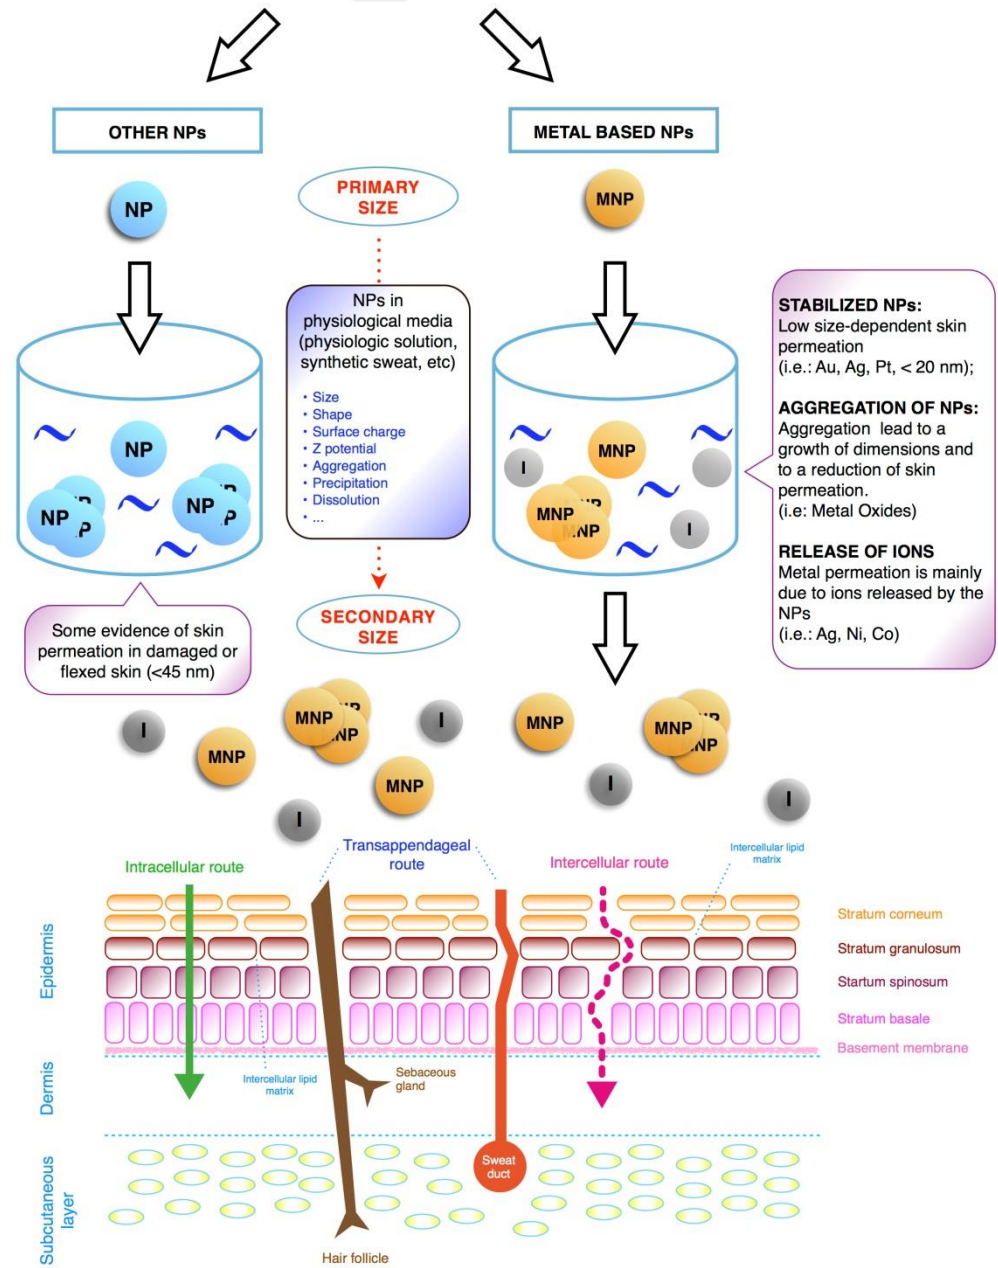 OTHER NPs
METAL BASED NPs
NP
PRIMARY
SIZE
MNP
NPs in
physiological media
(physiologic solution,
synthetic sweat, etc)
• Size
• Shape
• Surface charge
• Z potential
• Aggregation
• Precipitation
• Dissolution
• ...
STABILIZED NPs:
Low size-dependent skin
permeation
(i.e.: Au, Ag, Pt, < 20 nm);
AGGREGATION OF NPs:
Aggregation lead to a
growth of dimensions and
to a reduction of skin
permeation.
(i.e: Metal Oxides)
RELEASE OF IONS
Metal permeation is mainly
due to ions released by the
NPs
(i.e.: Ag, Ni, Co)
NP
NP
NP
MNP
I
MNP
MNP
I
SECONDARY
SIZE
Some evidence of skin
permeation in damaged or
flexed skin (<45 nm)
I
MNP
MNP
MNP
I
MNP
I
MNP
MNP
MNP
I
I
Intracellular route
Transappendageal
route
Intercellular route
Intercellular lipid
matrix
Epidermis
Stratum corneum
Stratum granulosum
Startum spinosum
Stratum basale
Basement membrane
Dermis
Intercellular lipid
matrix
Sebaceous
gland
Subcutaneous
layer
Sweat
duct
Hair follicle